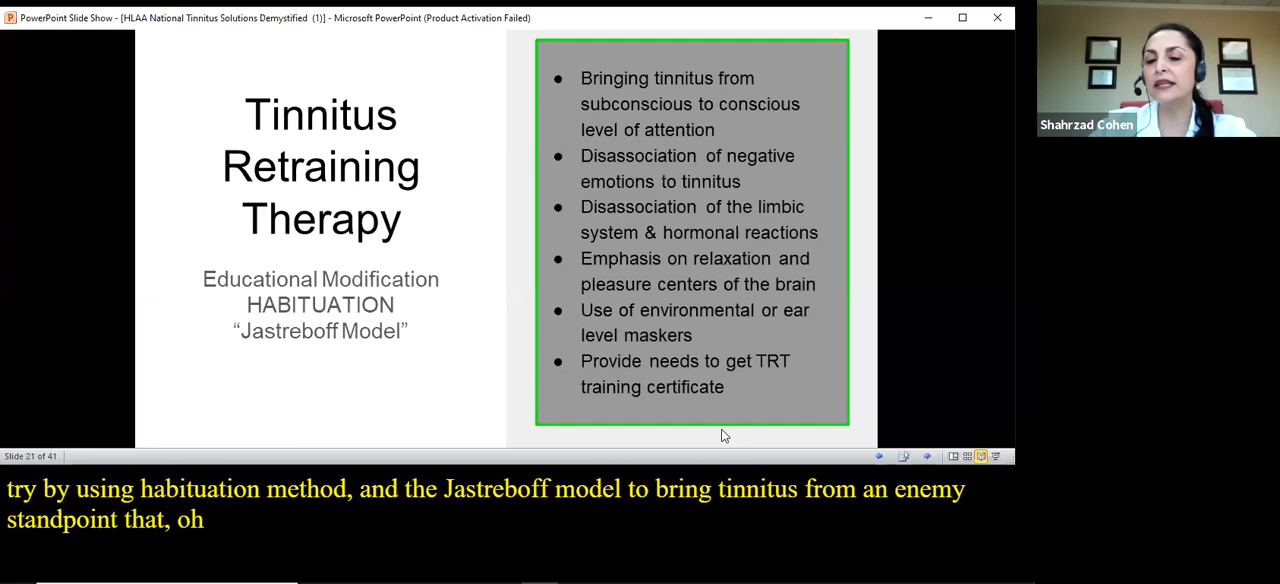 PowerPoint Slide Show - [HLAA National Tinnitus Solutions Demystified (1)] - Microsoft PowerPoint (Product Activation Failed)
Tinnitus
Retraining
Therapy
Educational Modification
HABITUATION
“Jastreboff Model”
● Bringing tinnitus from
subconscious to conscious
level of attention
● Disassociation of negative
emotions to tinnitus
● Disassociation of the limbic
system & hormonal reactions
● Emphasis on relaxation and
pleasure centers of the brain
● Use of environmental or ear
level maskers
● Provide needs to get TRT
training certificate
Shahrzad Cohen
Slide 21 of 41
try by using habituation method, and the Jastreboff model to bring tinnitus from an enemy
standpoint that, oh